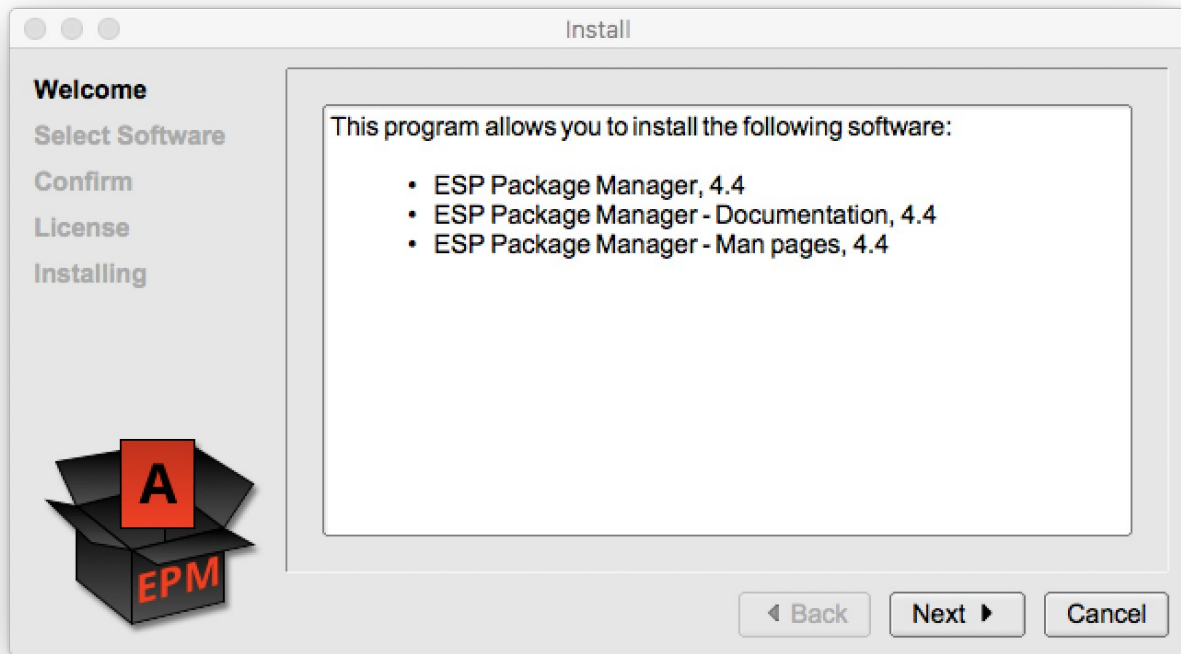 Install
Welcome
Select Software
Confirm
License
Installing
This program allows you to install the following software:
• ESP Package Manager, 4.4
• ESP Package Manager - Documentation, 4.4
• ESP Package Manager - Man pages, 4.4
A
EPM
Back
Next
Cancel